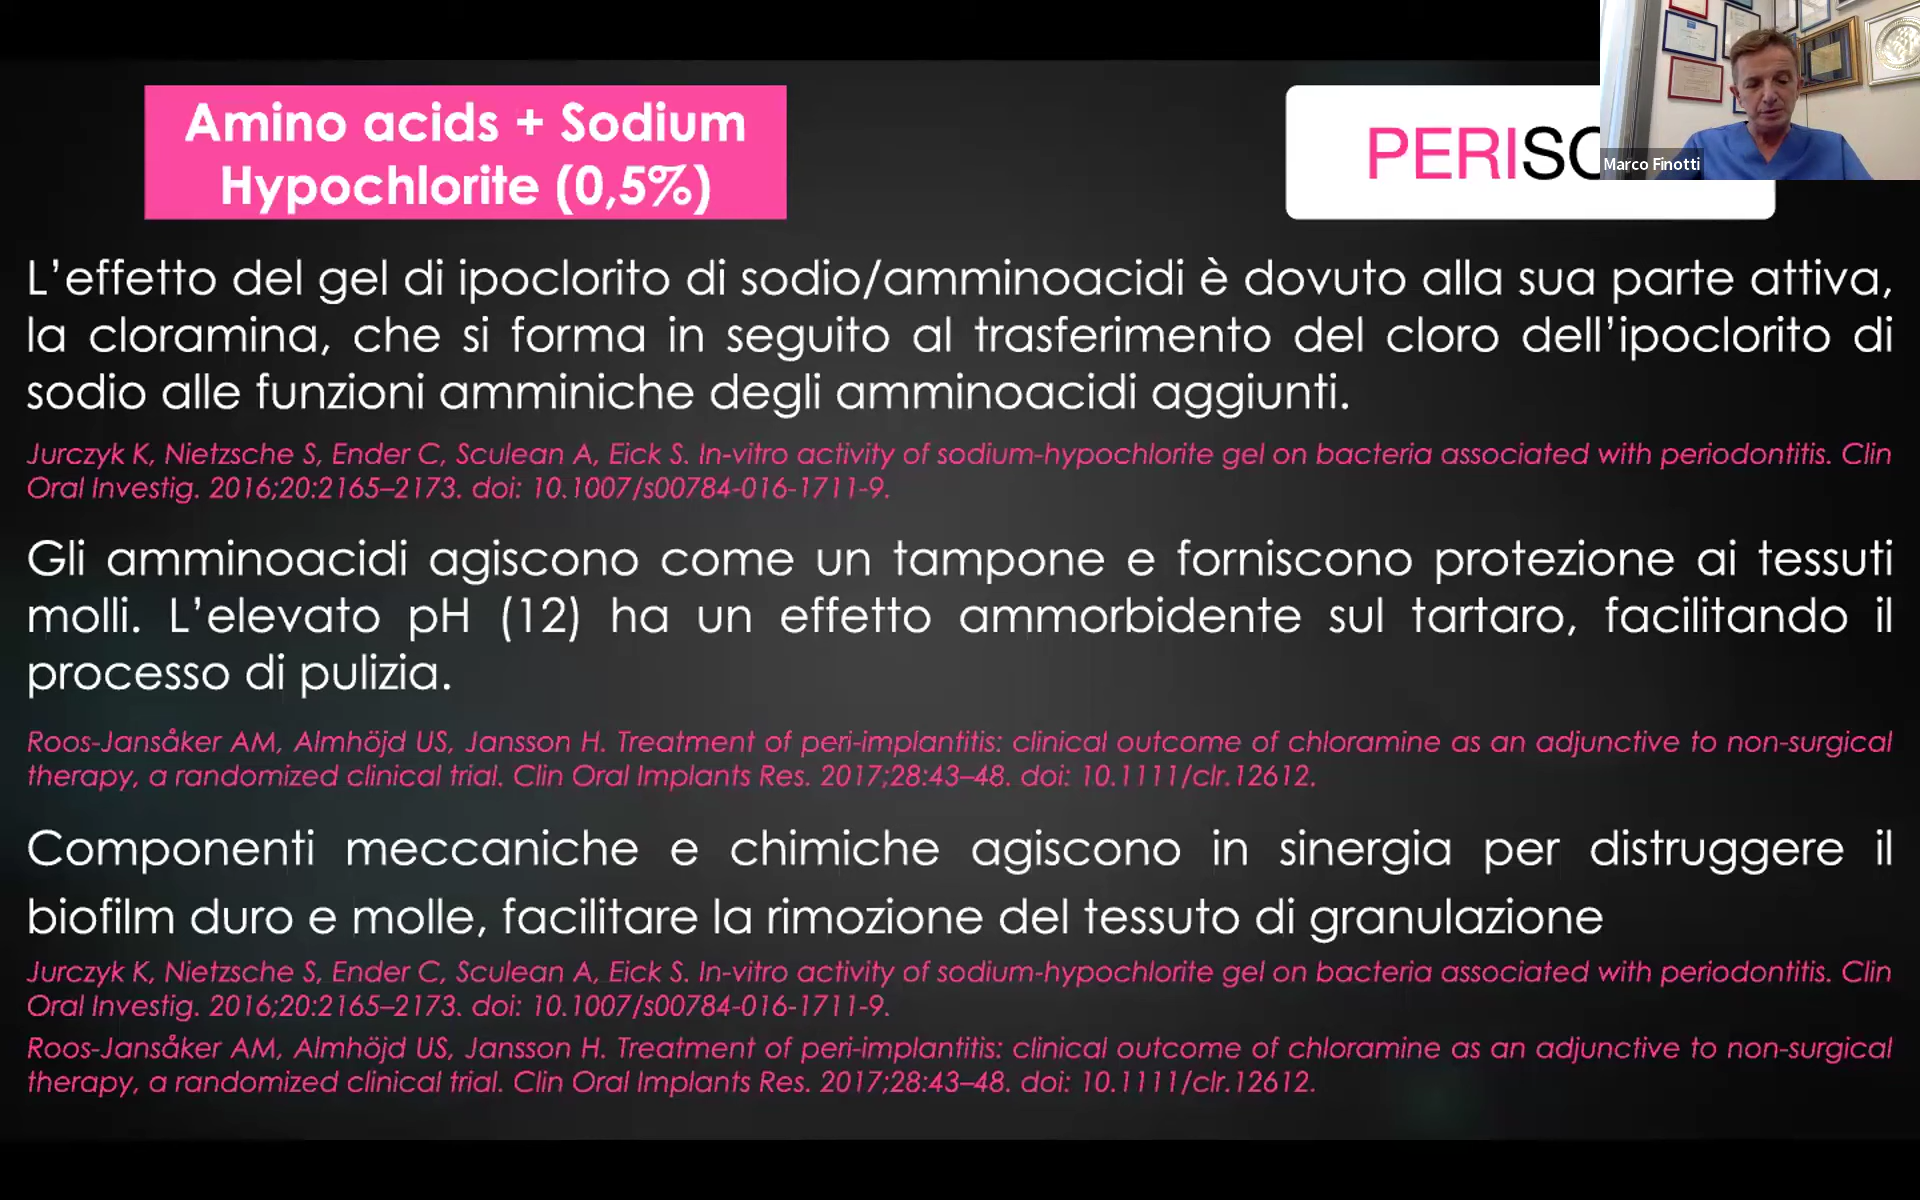 Amino acids + Sodium
Hypochlorite (0,5%)
Marco Finotti
L’effetto del gel di ipoclorito di sodio/amminoacidi è dovuto alla sua parte attiva,
la cloramina, che si forma in seguito al trasferimento del cloro dell’ipoclorito di
sodio alle funzioni amminiche degli amminoacidi aggiunti.
Jurczyk K, Nietzsche S, Ender C, Sculean A, Eick S. In-vitro activity of sodium-hypochlorite gel on bacteria associated with periodontitis. Clin
Oral Investig. 2016;20:2165–2173. doi: 10.1007/s00784-016-1711-9.
Gli amminoacidi agiscono come un tampone e forniscono protezione ai tessuti
molli. L’elevato pH (12) ha un effetto ammorbidente sul tartaro, facilitando il
processo di pulizia.
Roos-Jansåker AM, Almhöjd US, Jansson H. Treatment of peri-implantitis: clinical outcome of chloramine as an adjunctive to non-surgical
therapy, a randomized clinical trial. Clin Oral Implants Res. 2017;28:43–48. doi: 10.1111/clr.12612.
Componenti meccaniche e chimiche agiscono in sinergia per distruggere il
biofilm duro e molle, facilitare la rimozione del tessuto di granulazione
Jurczyk K, Nietzsche S, Ender C, Sculean A, Eick S. In-vitro activity of sodium-hypochlorite gel on bacteria associated with periodontitis. Clin
Oral Investig. 2016;20:2165–2173. doi: 10.1007/s00784-016-1711-9.
Roos-Jansåker AM, Almhöjd US, Jansson H. Treatment of peri-implantitis: clinical outcome of chloramine as an adjunctive to non-surgical
therapy, a randomized clinical trial. Clin Oral Implants Res. 2017;28:43–48. doi: 10.1111/clr.12612.